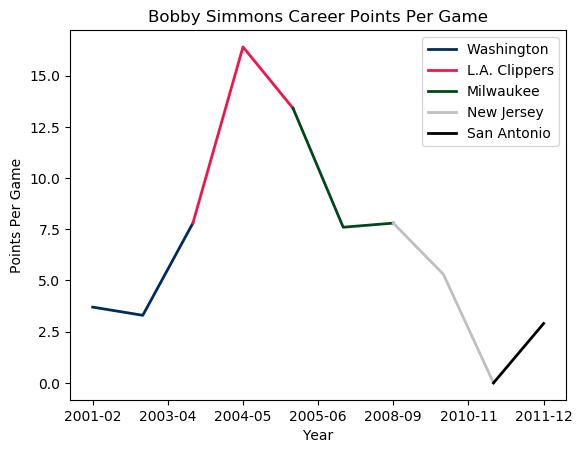 Bobby Simmons Career Points Per Game
Washington
L.A. Clippers
Milwaukee
New Jersey
San Antonio
Points Per Game
15.0
12.5
10.0
7.5
5.0
2.5
0.0
2001-02 2003-04 2004-05 2005-06 2008-09 2010-11 2011-12
Year